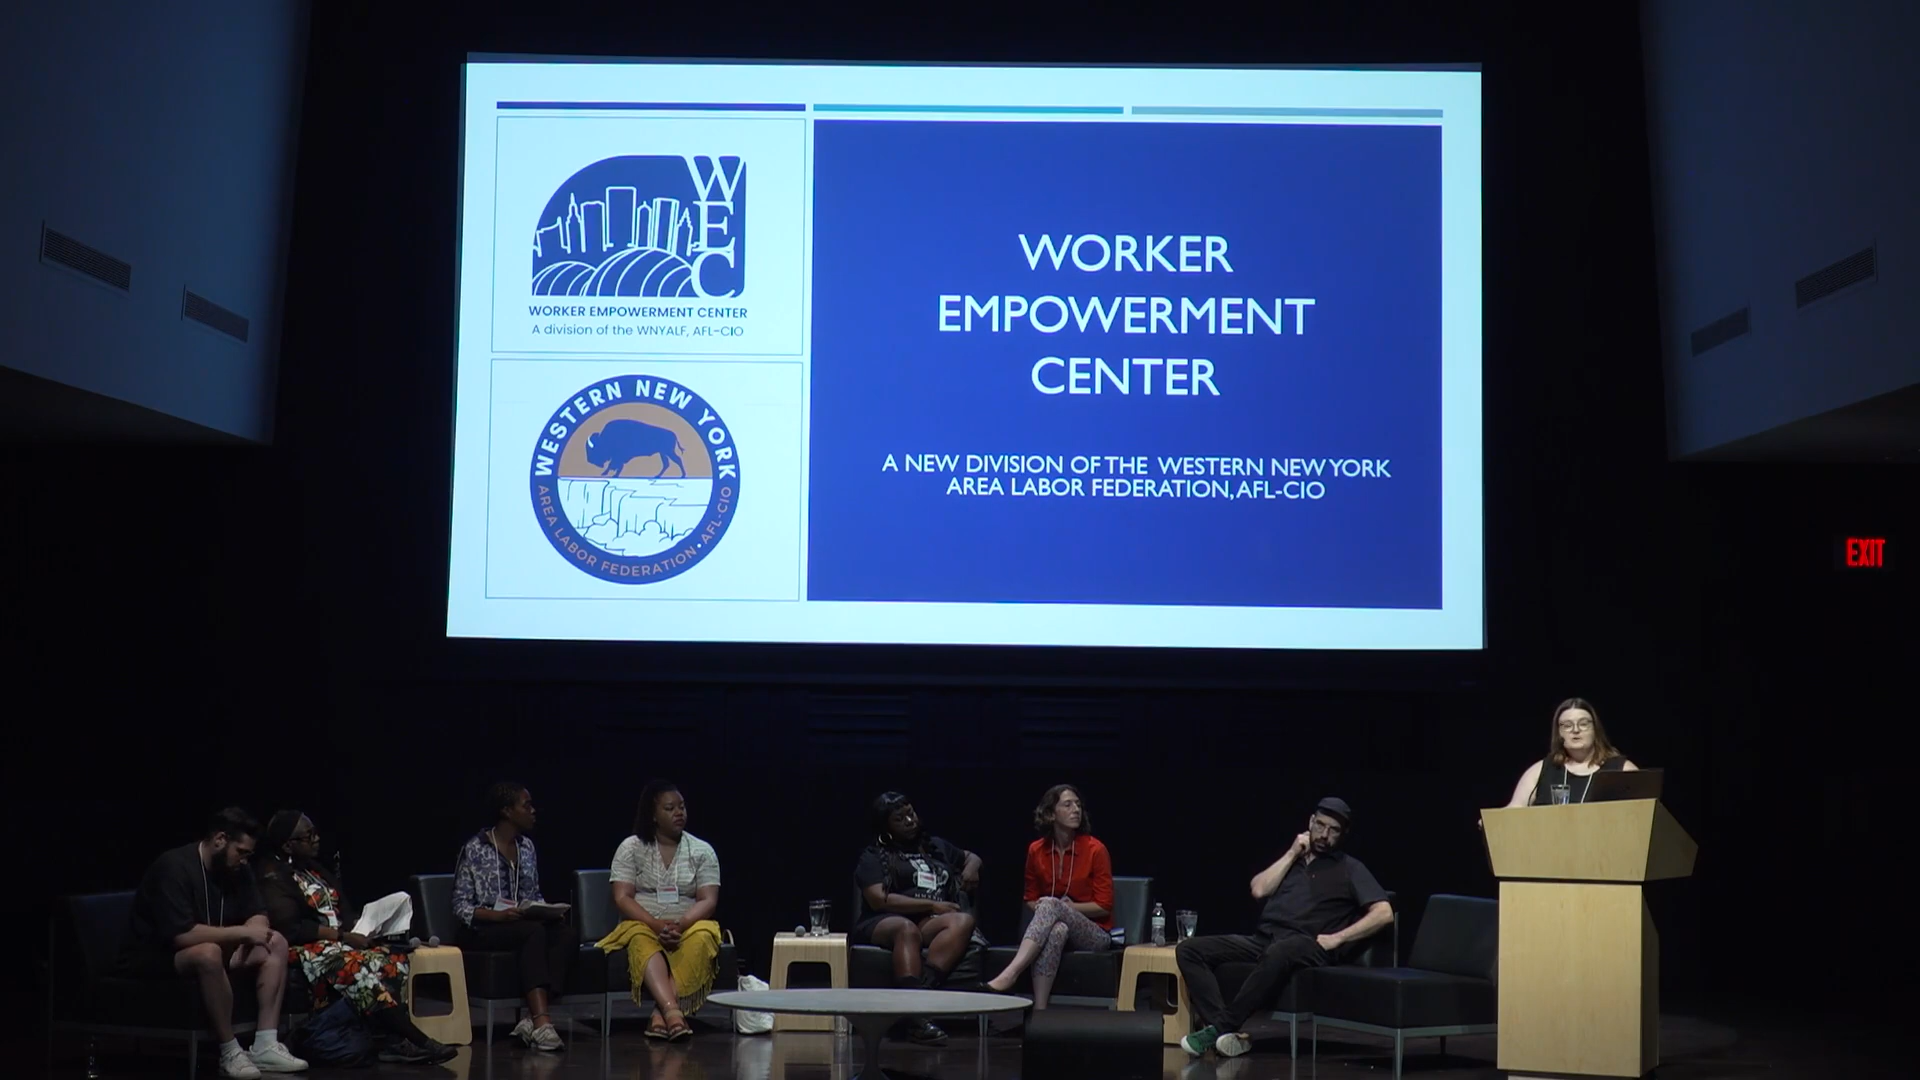 WEC
WORKER EMPOWERMENT CENTER
A division of the WNYALF, AFL-CIO
WESTERN NEW YORK
AREA LABOR FEDERATION • AFL-CIO
WORKER
EMPOWERMENT
CENTER
A NEW DIVISION OF THE WESTERN NEW YORK
AREA LABOR FEDERATION, AFL-CIO
EXIT